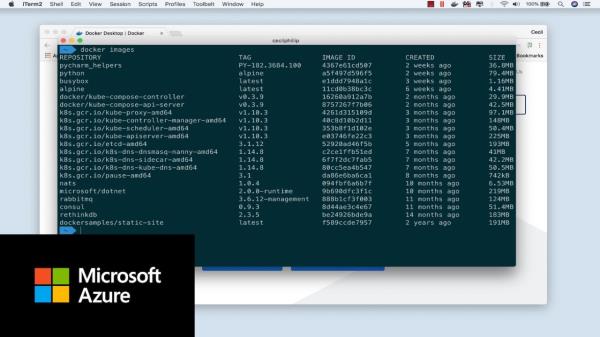 iTerm2 Shell Edit View Session Scripts Profiles Toolbelt Window Help 100%
Docker Desktop | Docker Cecil
ceciphilip
Bookmarks
docker images
REPOSITORY TAG IMAGE ID CREATED SIZE
pycharm_helpers PY-182.3684.100 4367e61cd507 2 weeks ago 36.8MB
python alpine a5f497d596f5 2 weeks ago 79.4MB
busybox latest e1ddd7948a1c 3 weeks ago 1.16MB
alpine latest 11cd0b38bc3c 6 weeks ago 4.41MB
docker/kube-compose-controller v0.3.9 16260a912a7b 2 months ago 29.9MB
docker/kube-compose-api-server v0.3.9 8757267f7b06 2 months ago 42.5MB
k8s.gcr.io/kube-proxy-amd64 v1.10.3 4261d315109d 3 months ago 97.1MB
k8s.gcr.io/kube-controller-manager-amd64 v1.10.3 40c8d10b2d11 3 months ago 148MB
k8s.gcr.io/kube-scheduler-amd64 v1.10.3 353b8f1d102e 3 months ago 50.4MB
k8s.gcr.io/kube-apiserver-amd64 v1.10.3 e03746fe22c3 3 months ago 225MB
k8s.gcr.io/etcd-amd64 3.1.12 52920ad46f5b 5 months ago 193MB
k8s.gcr.io/k8s-dns-dnsmasq-nanny-amd64 1.14.8 c2ce1ffb51ed 7 months ago 41MB
k8s.gcr.io/k8s-dns-sidecar-amd64 1.14.8 6f7f2dc7fab5 7 months ago 42.2MB
k8s.gcr.io/k8s-dns-kube-dns-amd64 1.14.8 80cc5ea4b547 7 months ago 50.5MB
k8s.gcr.io/pause-amd64 3.1 da86e6ba6ca1 8 months ago 742kB
nats 1.0.4 094fbf6a6b7f 10 months ago 6.53MB
microsoft/dotnet 2.0.0-runtime 9b690dfc3f1c 10 months ago 219MB
rabbitmq 3.6.12-management 888b1cf3f003 11 months ago 124MB
consul 0.9.3 8d44ae3c4e67 11 months ago 51.4MB
rethinkdb 2.3.5 be24926bde9a 14 months ago 183MB
dockersamples/static-site latest f589ccde7957 2 years ago 191MB
Microsoft
Azure